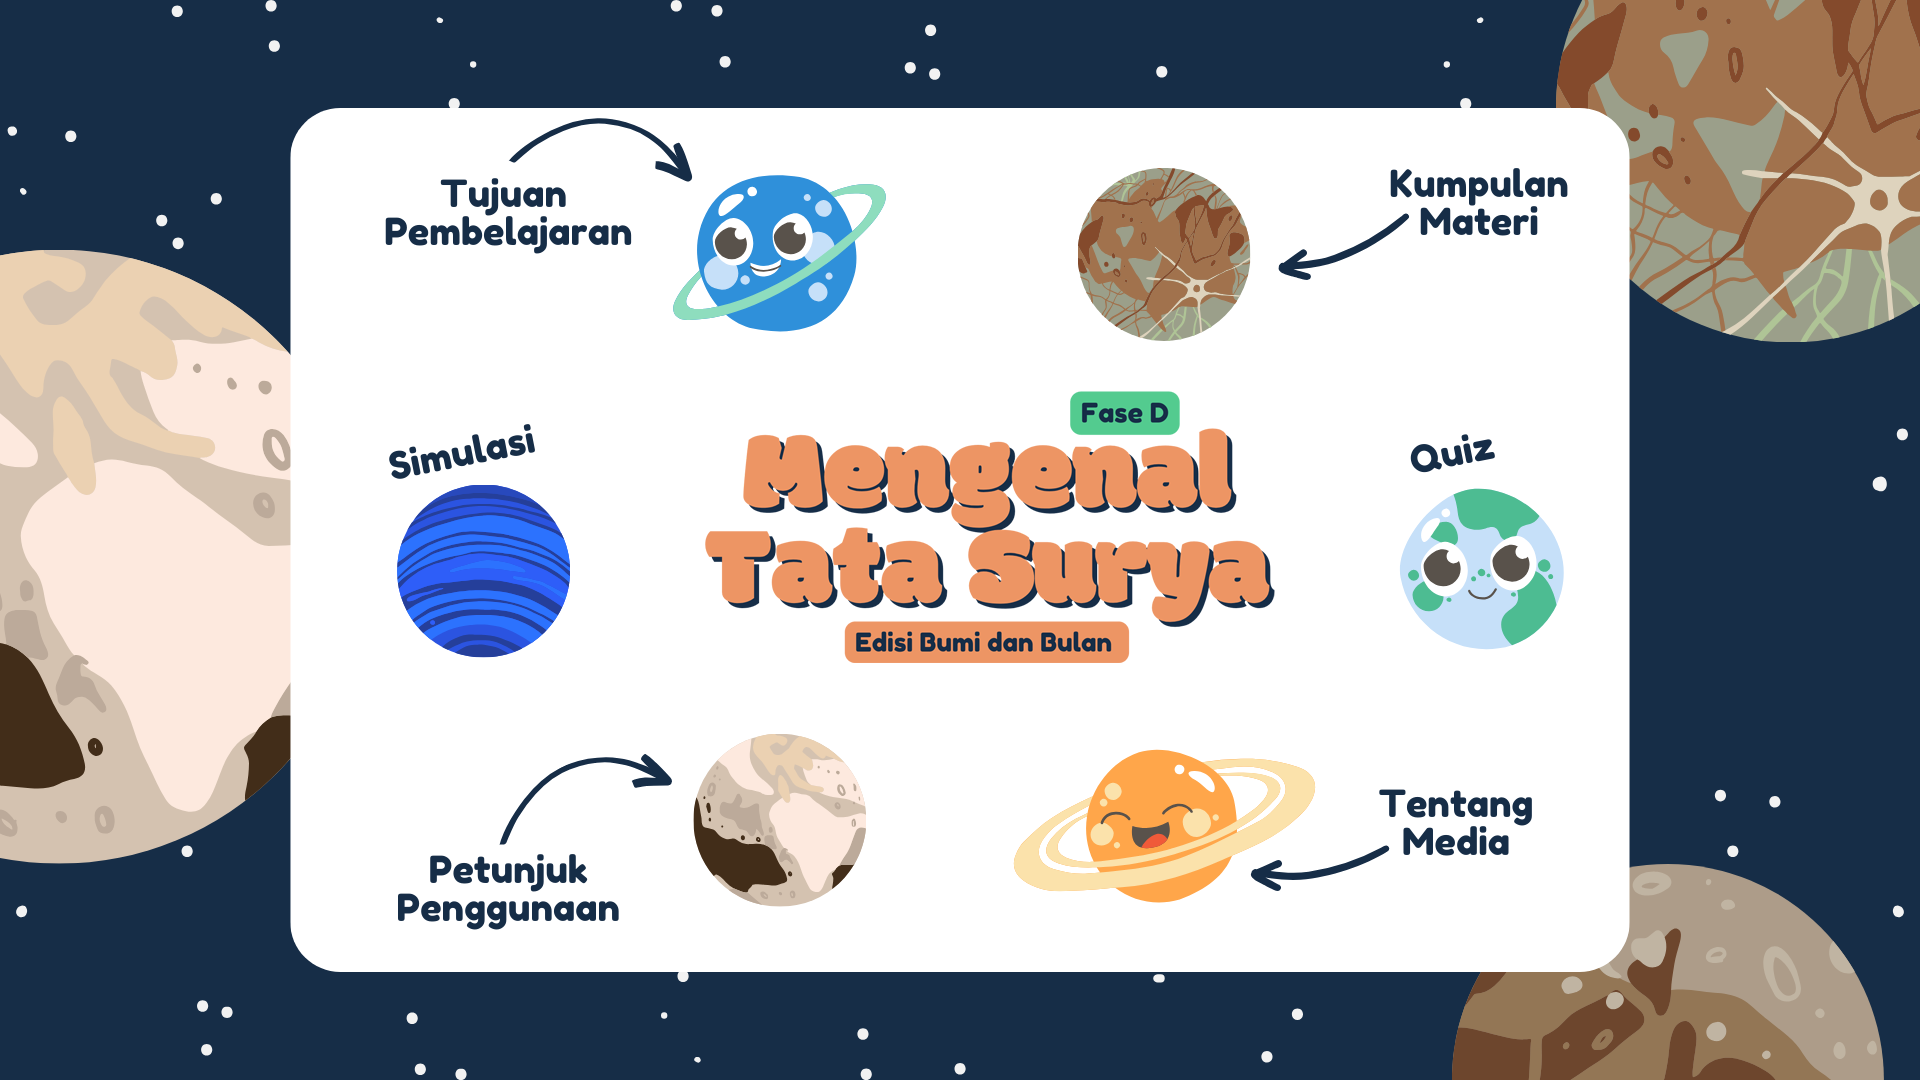 Tujuan
Pembelajaran
Kumpulan
Materi
Simulasi
Fase D
Mengenal
Tata Surya
Edisi Bumi dan Bulan
Quiz
Petunjuk
Penggunaan
Tentang
Media